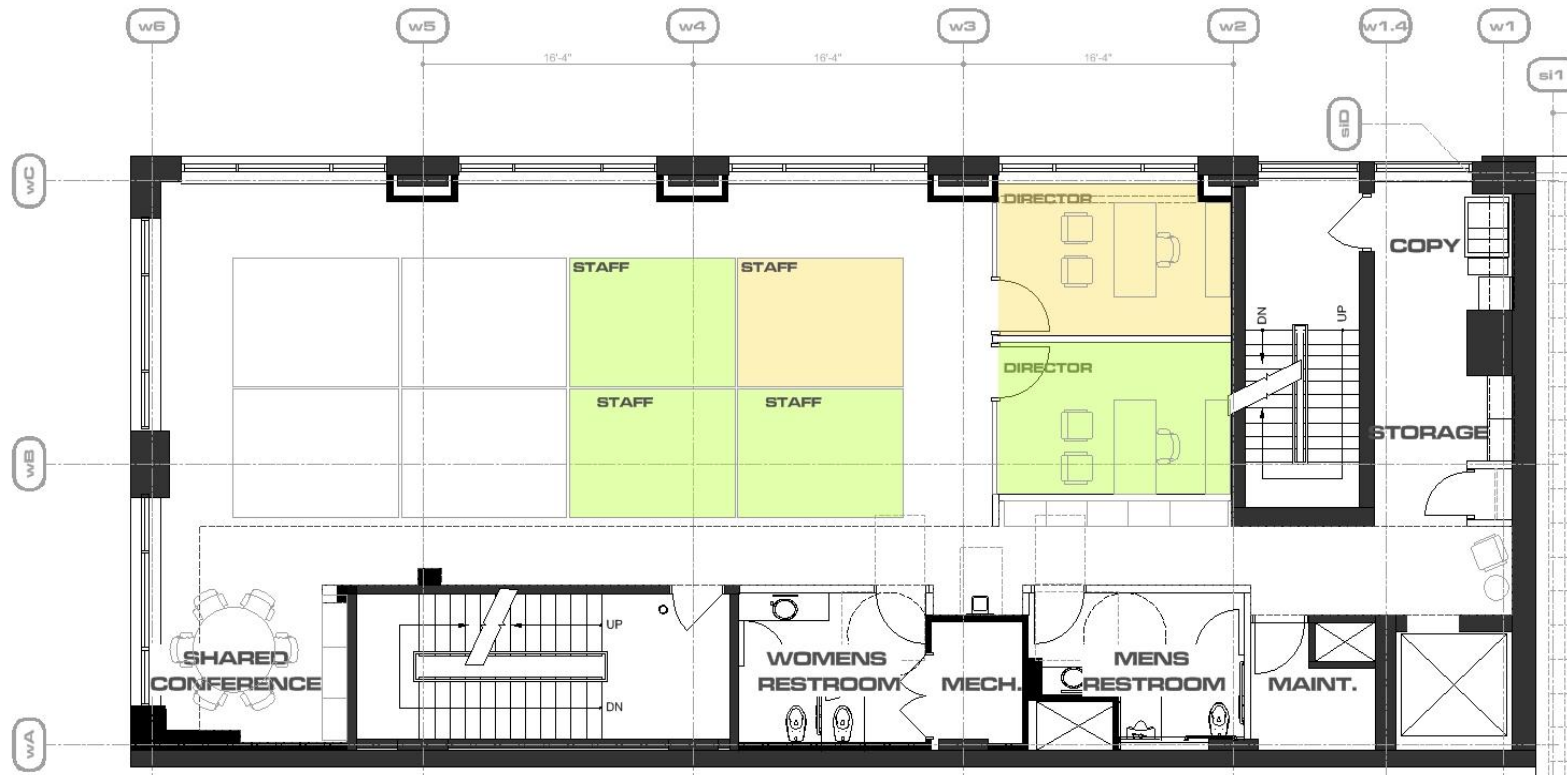 w6
w5
w4
w3
w2
w1.4
w1
16'-4"
16'-4"
16'-4"
si1
siD
wC
DIRECTOR
COPY
STAFF
STAFF
DN
UP
DIRECTOR
STAFF
STAFF
STORAGE
wB
UP
SHARED
CONFERENCE
WOMENS
RESTROOM
MECH.
MENS
RESTROOM
MAINT.
DN
wA